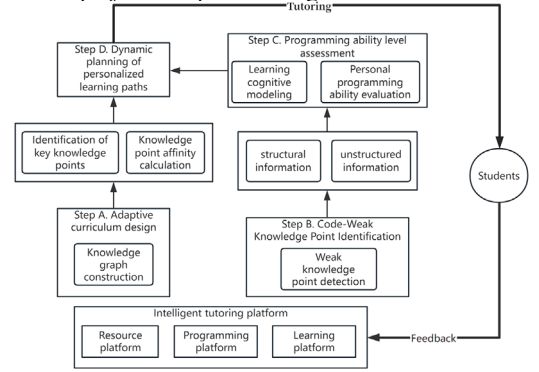 Tutoring
Step D. Dynamic
planning of
personalized
learning paths
Step C. Programming ability level
assessment
Learning
cognitive
modeling
Personal
programming
ability evaluation
Identification of
key knowledge
points
Knowledge
point affinity
calculation
structural
information
unstructured
information
Students
Step A. Adaptive
curriculum design
Knowledge
graph
construction
Step B. Code-Weak
Knowledge Point Identification
Weak
knowledge
point detection
Intelligent tutoring platform
Resource
platform
Programming
platform
Learning
platform
Feedback